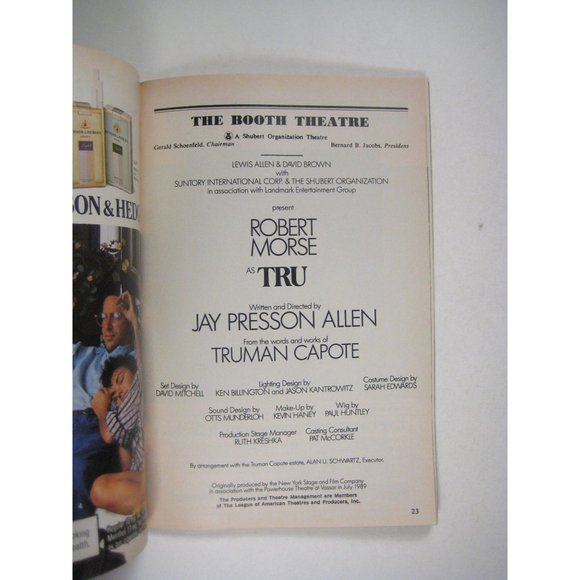 SON & HEDG
THE BOOTH THEATRE
A Shubert Organization Theatre
Gerald Schoenfeld, Chairman Bernard B. Jacobs, President
LEWIS ALLEN & DAVID BROWN
with
SUNTORY INTERNATIONAL CORP. & THE SHUBERT ORGANIZATION
in association with Landmark Entertainment Group
present
ROBERT
MORSE
AS TRU
Written and Directed by
JAY PRESSON ALLEN
From the words and works of
TRUMAN CAPOTE
Set Design by Lighting Design by Costume Design by
DAVID MITCHELL KEN BILLINGTON and JASON KANTROWITZ SARAH EDWARDS
Sound Design by Make-Up by Wig by
OTTS MUNDERLOH KEVIN HANEY PAUL HUNTLEY
Production Stage Manager Casting Consultant
RUTH KRESHKA PAT McCORKLE
By arrangement with the Truman Capote estate, ALAN U. SCHWARTZ, Executor.
Originally produced by the New York Stage and Film Company
in association with the Powerhouse Theatre at Vassar in July 1989
The Producers and Theatre Management are Members
of The League of American Theatres and Producers, Inc.
23